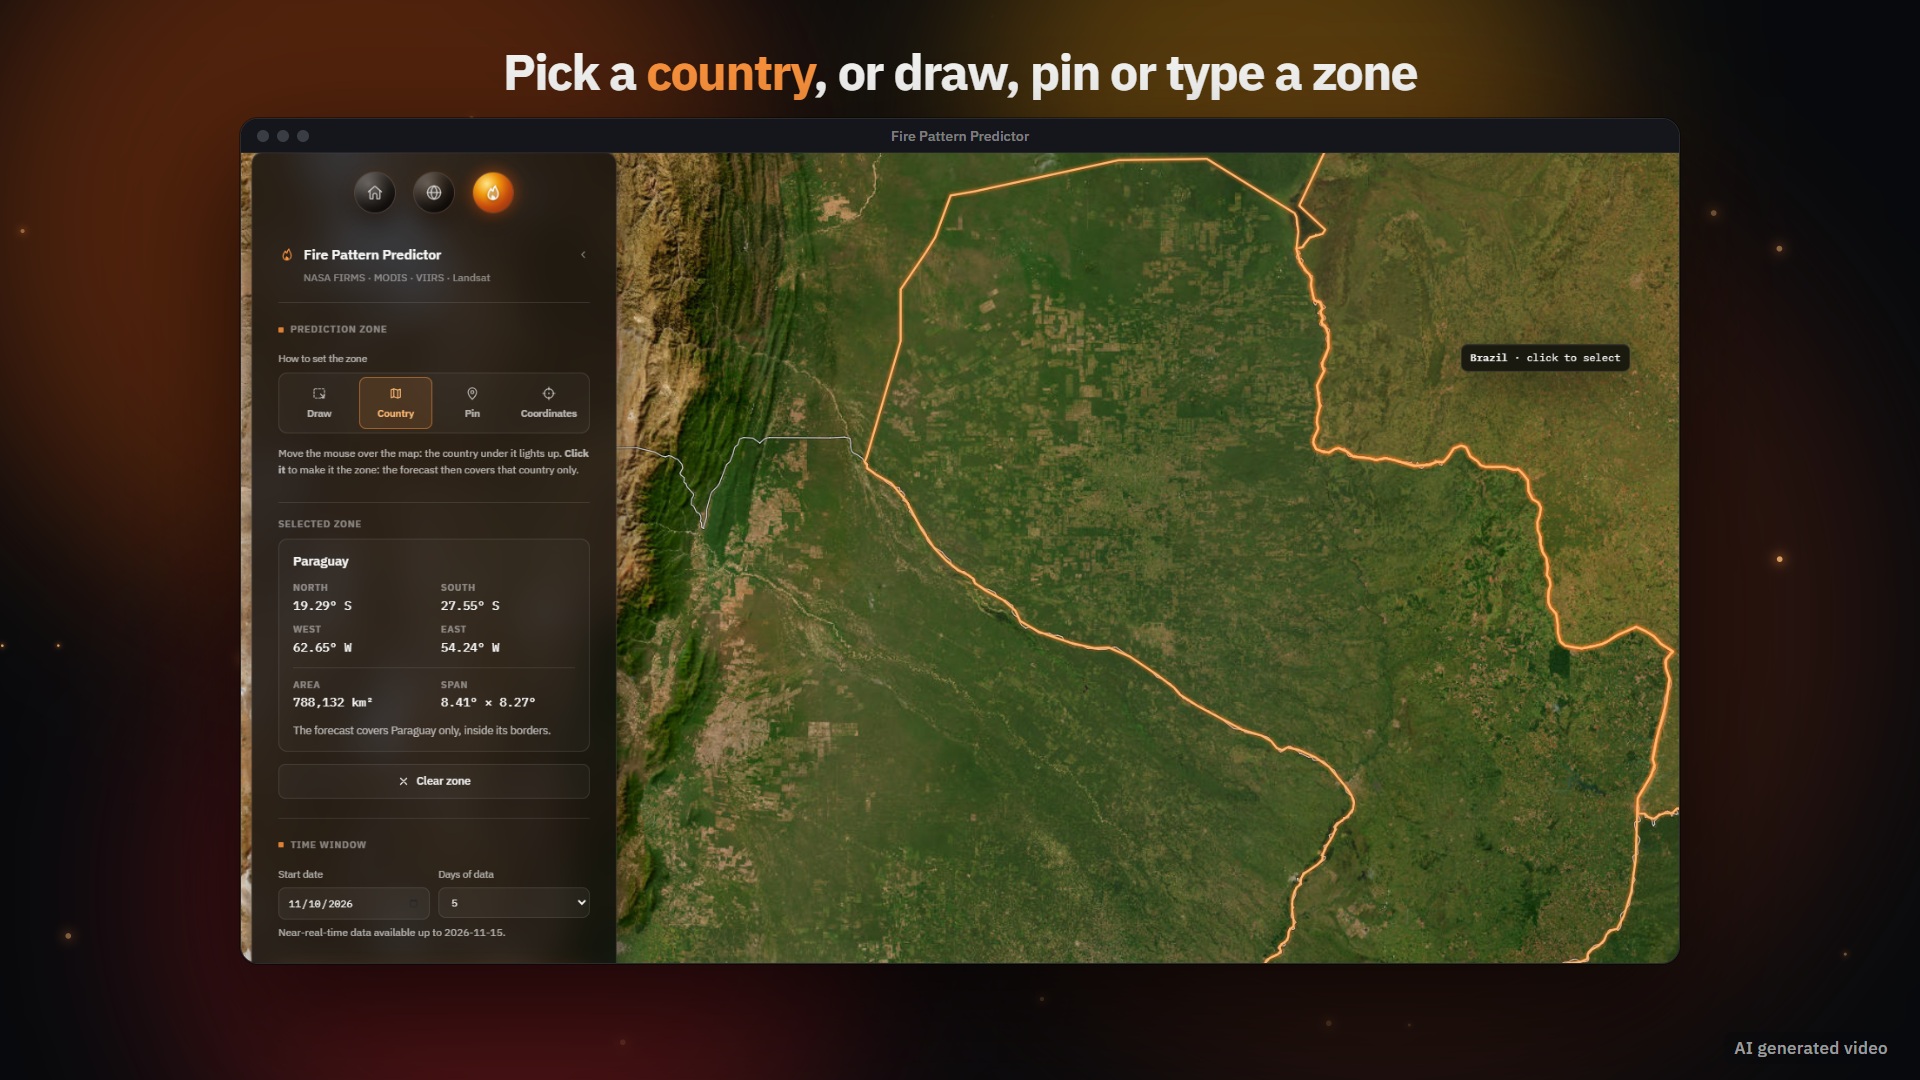 Pick a country, or draw, pin or type a zone
Fire Pattern Predictor
Fire Pattern Predictor
NASA FIRMS · MODIS · VIIRS · Landsat
PREDICTION ZONE
How to set the zone
Draw
Country
Pin
Coordinates
Move the mouse over the map: the country under it lights up. Click
it to make it the zone: the forecast then covers that country only.
SELECTED ZONE
Paraguay
NORTH SOUTH
19.29° S 27.55° S
WEST EAST
62.65° W 54.24° W
AREA SPAN
788,132 km² 8.41° × 8.27°
The forecast covers Paraguay only, inside its borders.
Clear zone
TIME WINDOW
Start date Days of data
11/10/2026 5
Near-real-time data available up to 2026-11-15.
Brazil · click to select
AI generated video